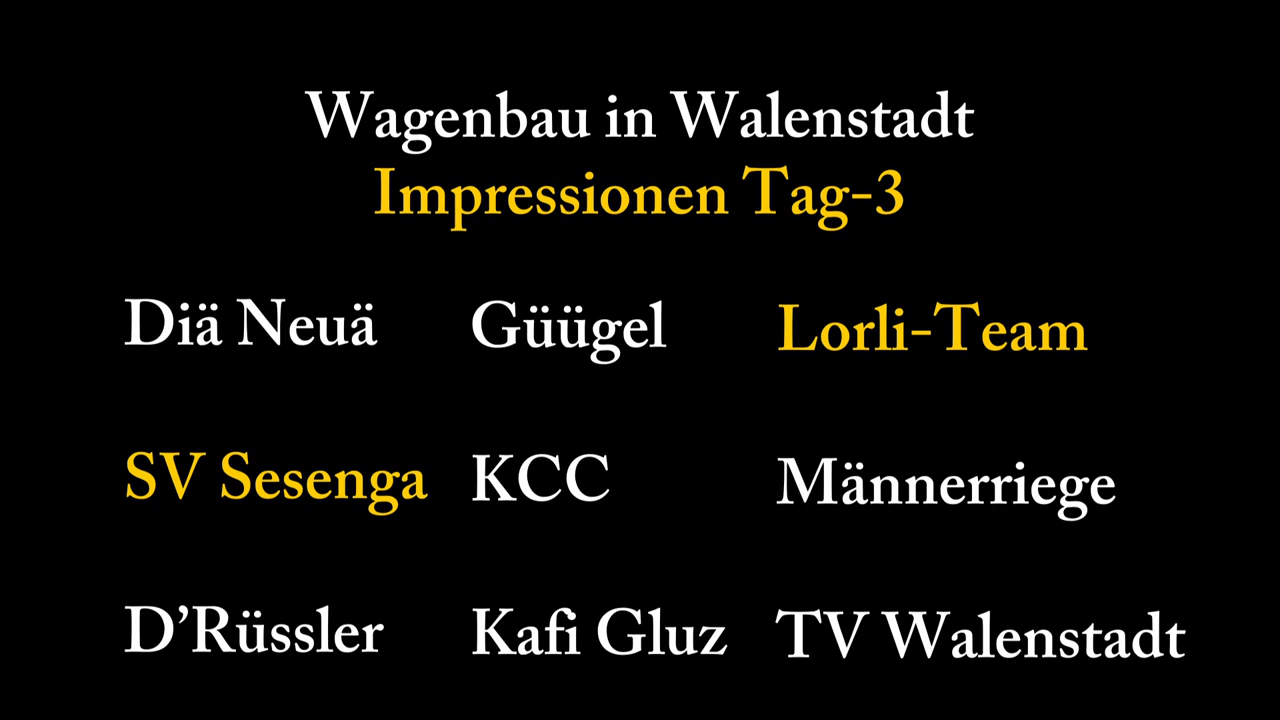 Wagenbau in Walenstadt
Impressionen Tag-3
Diä Neuä Güügel Lorli-Team
SV Sesenga KCC Männerriege
D’Rüssler Kafi Gluz TV Walenstadt